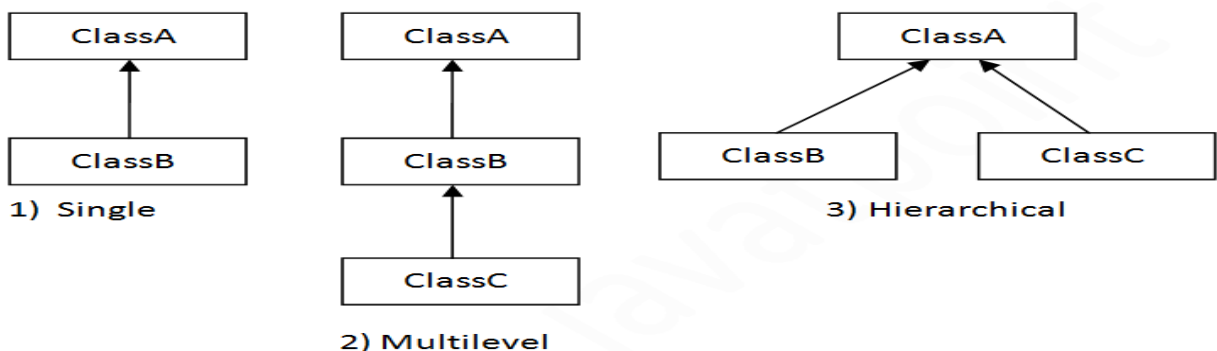 ClassA
ClassB
1) Single
ClassA
ClassB
ClassC
2) Multilevel
ClassA
ClassB
ClassC
3) Hierarchical